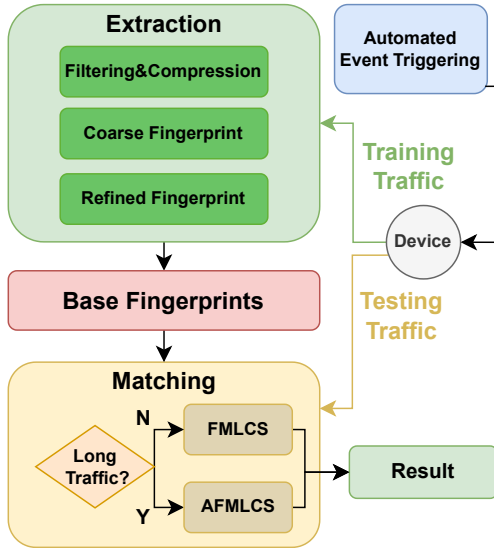 Extraction
Filtering&Compression
Coarse Fingerprint
Refined Fingerprint
Automated
Event Triggering
Training
Traffic
Device
Testing
Traffic
Base Fingerprints
Matching
Long
Traffic?
N
Y
FMLCS
AFMLCS
Result